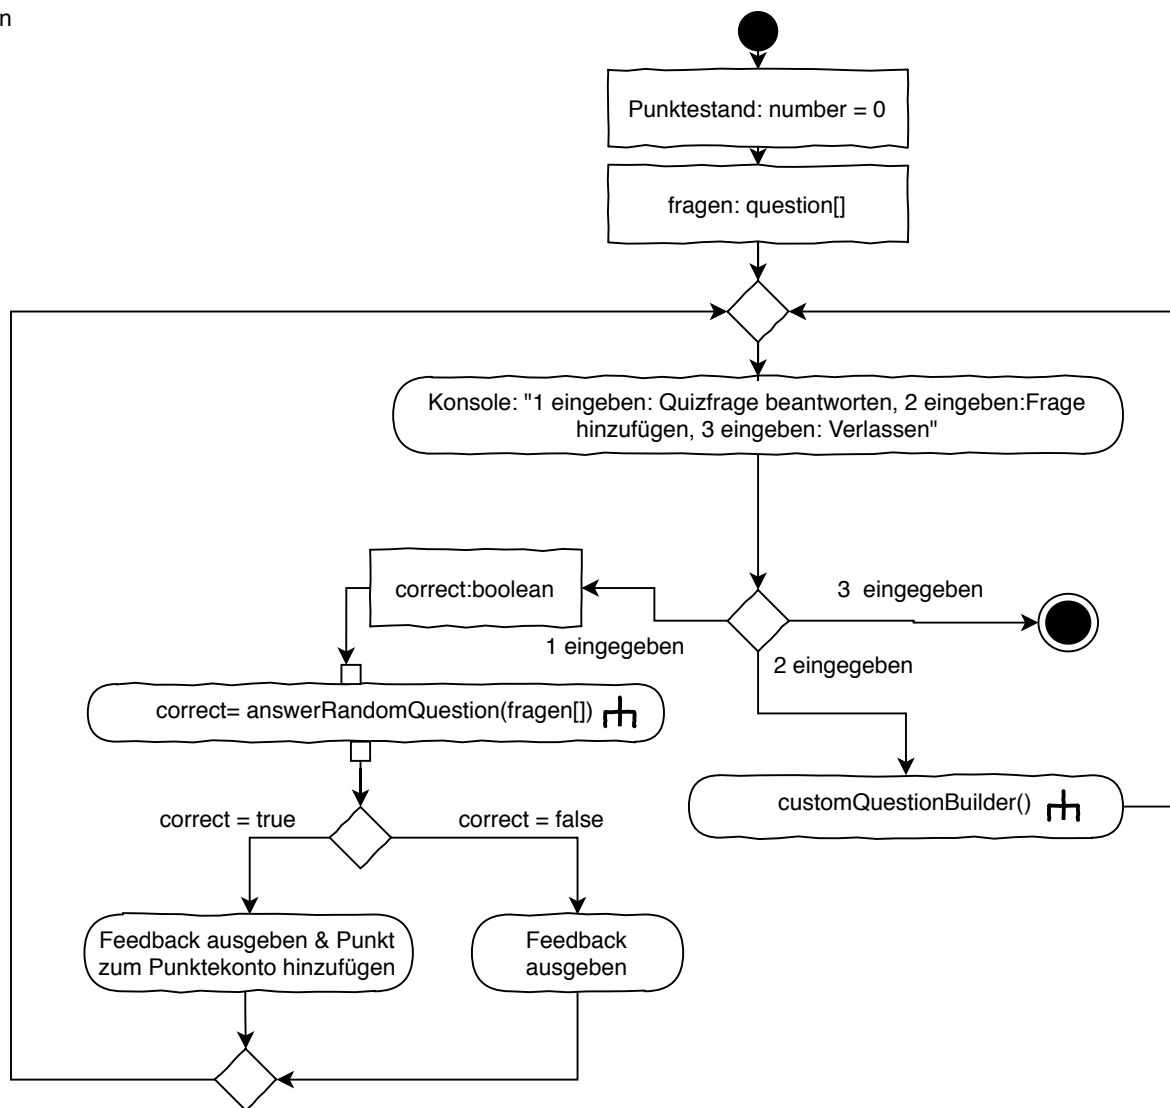 n
Punktestand: number = 0
fragen: question[]
Konsole: "1 eingeben: Quizfrage beantworten, 2 eingeben:Frage
hinzufügen, 3 eingeben: Verlassen"
correct:boolean
3  eingegeben
1 eingegeben
2 eingegeben
correct= answerRandomQuestion(fragen[])
customQuestionBuilder()
correct = true
correct = false
Feedback ausgeben & Punkt
zum Punktekonto hinzufügen
Feedback
ausgeben